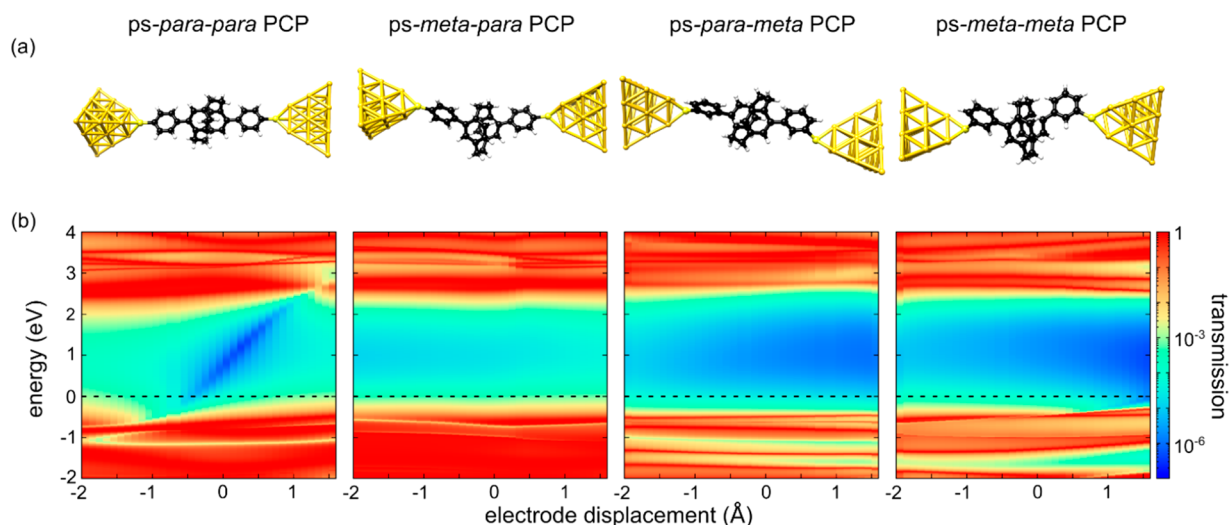 ps-para-para PCP ps-meta-para PCP ps-para-meta PCP ps-meta-meta PCP
(a)
(b)
4
3
2
1
0
-1
-2
energy (eV)
-2 -1 0 1 2 -1 0 1 2 -1 0 1 -2 -1 0 1
electrode displacement (Å)
1
10-3
10-6
transmission